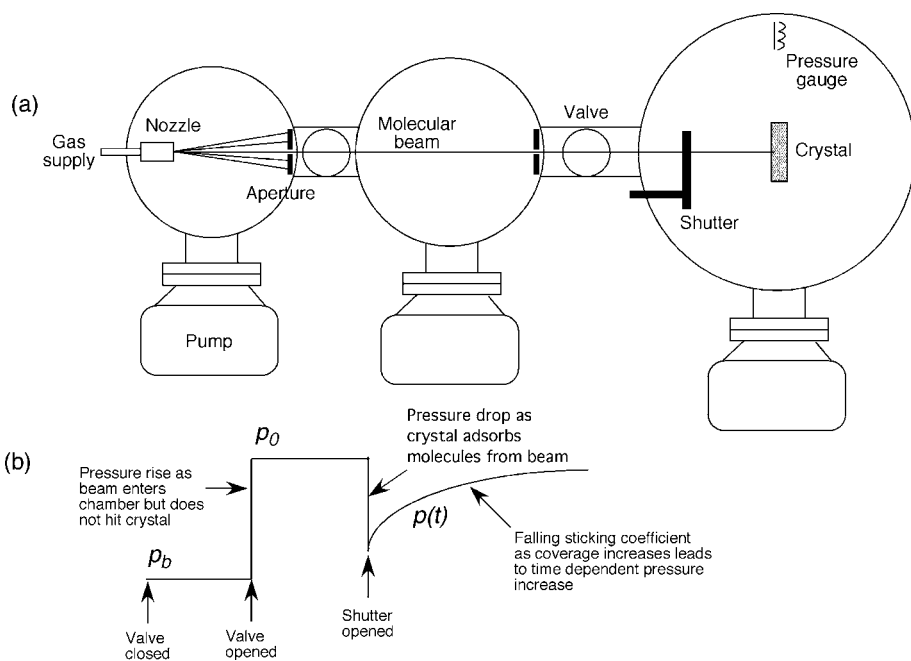 (a)
Gas
supply
Nozzle
Aperture
Molecular
beam
Valve
Pressure
gauge
Crystal
Shutter
Pump
(b)
Pressure rise as
beam enters
chamber but does
not hit crystal
p0
Pressure drop as
crystal adsorbs
molecules from beam
p(t)
Falling sticking coefficient
as coverage increases leads
to time dependent pressure
increase
pb
Valve
closed
Valve
opened
Shutter
opened